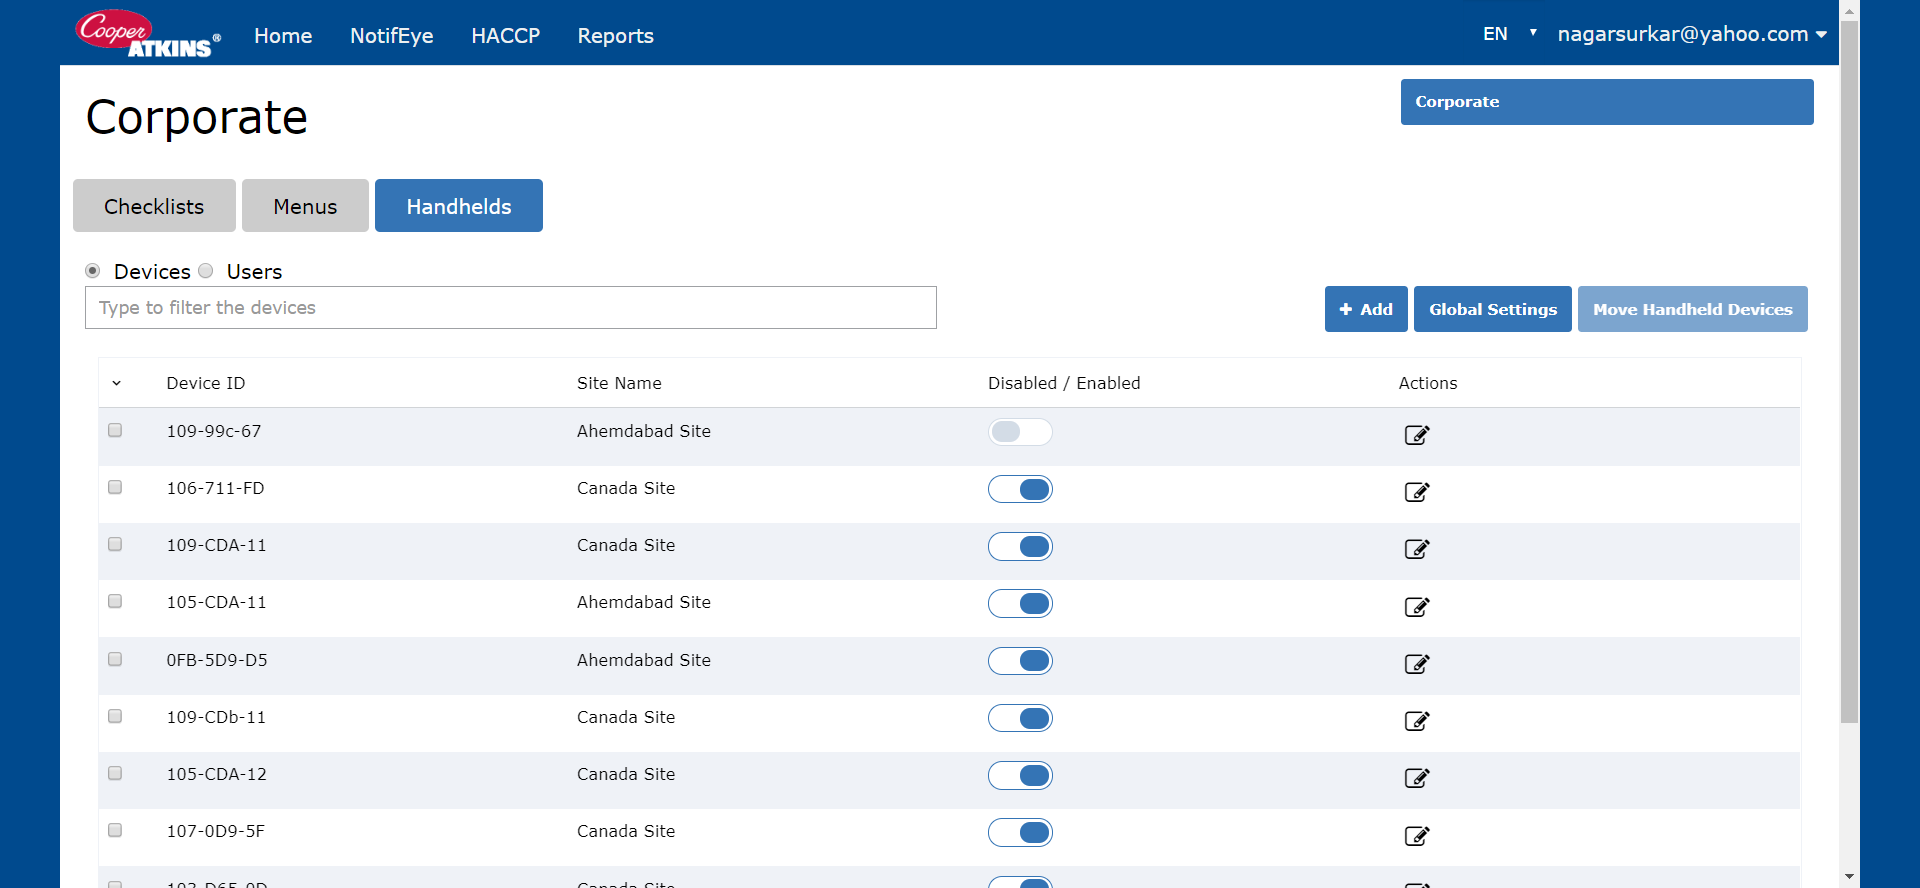 Cooper
ATKINS®
Home NotifEye HACCP Reports
EN nagarsurkar@yahoo.com
Corporate
Corporate
Checklists Menus Handhelds
Devices Users
Type to filter the devices
Add Global Settings Move Handheld Devices
Device ID Site Name Disabled / Enabled Actions
109-99c-67 Ahemdabad Site
106-711-FD Canada Site
109-CDA-11 Canada Site
105-CDA-11 Ahemdabad Site
0FB-5D9-D5 Ahemdabad Site
109-CDb-11 Canada Site
105-CDA-12 Canada Site
107-0D9-5F Canada Site
Canada Site